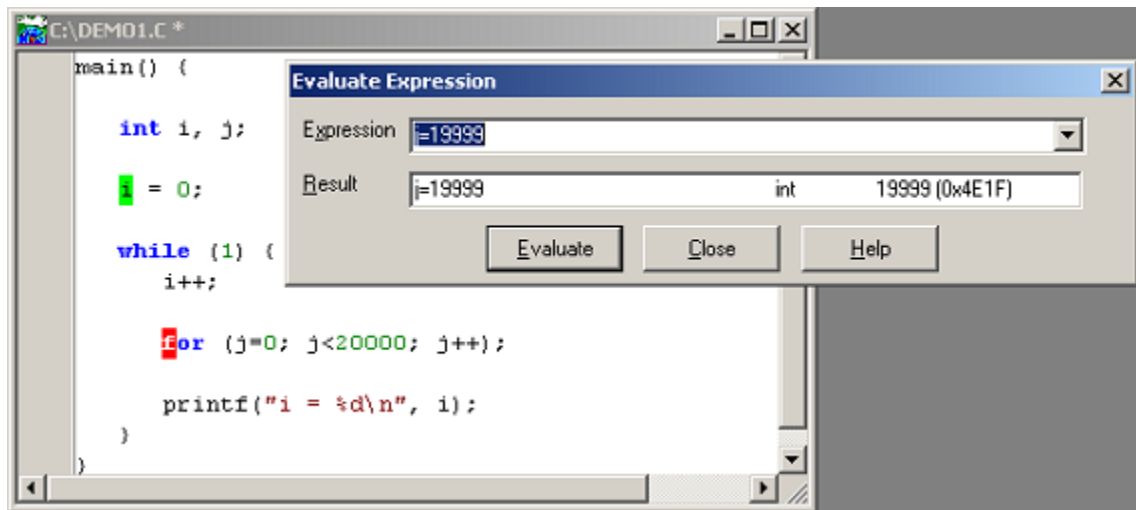 C:\DEMO1.C *
main() {
int i, j;
i = 0;
while (1) {
i++;
for (j=0; j<20000; j++);
printf("i = %d\n", i);
}
}
Evaluate Expression
Expression j=19999
Result j=19999 int 19999 (0x4E1F)
Evaluate Close Help